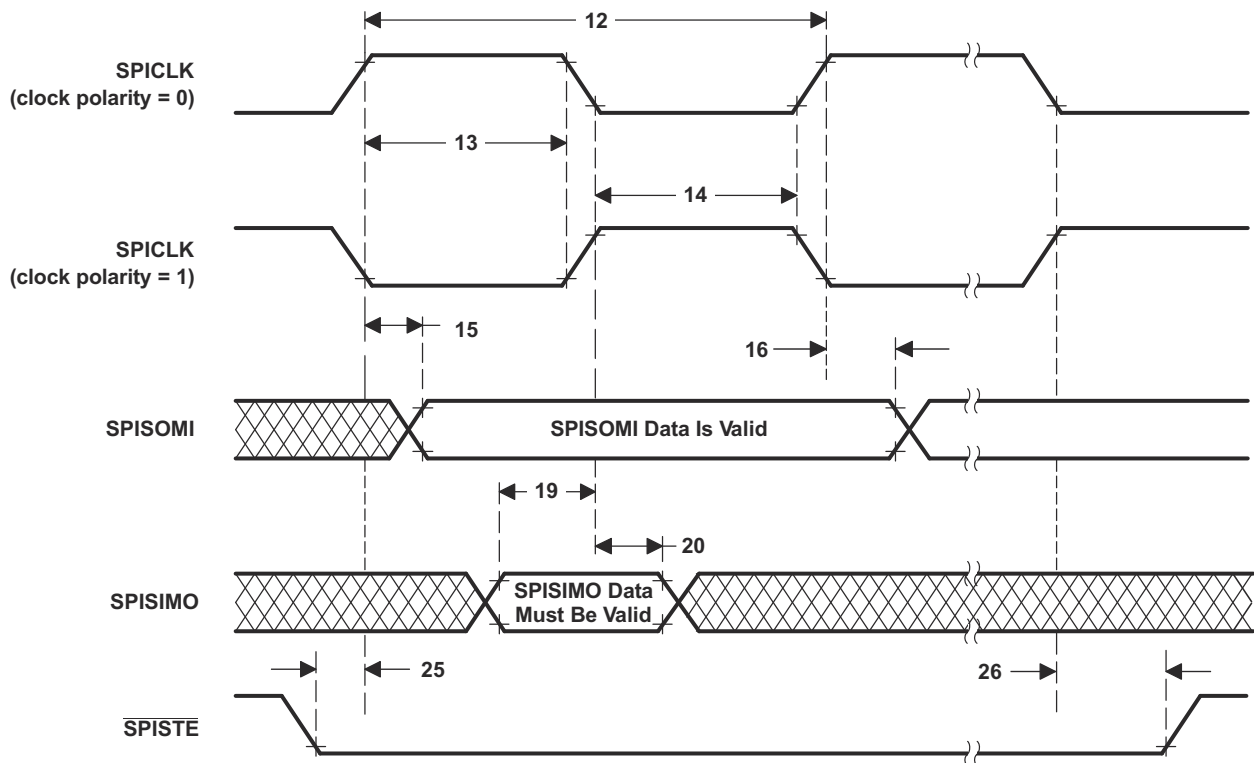 12
SPICLK
(clock polarity = 0)
13
14
SPICLK
(clock polarity = 1)
15
16
SPISOMI
SPISOMI Data Is Valid
19
20
SPISIMO
SPISIMO Data
Must Be Valid
25
26
SPISTE